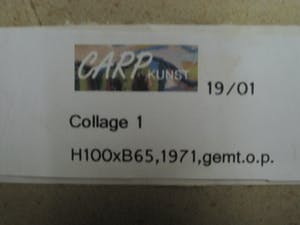 CARP KUNST
19/01
Collage 1
H100xB65,1971,gemt.o.p.